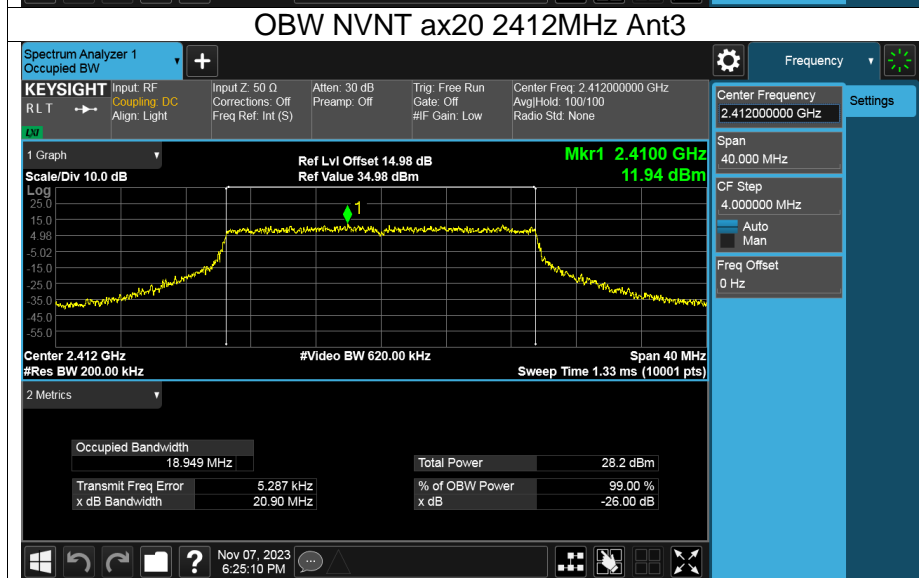 OBW NVNT ax20 2412MHz Ant3
Spectrum Analyzer 1
Occupied BW
+
Frequency
KEYSIGHT
R L T
LXI
Input: RF
Coupling: DC
Align: Light
Input Z: 50 Ω
Corrections: Off
Freq Ref: Int (S)
Atten: 30 dB
Preamp: Off
Trig: Free Run
Gate: Off
#IF Gain: Low
Center Freq: 2.412000000 GHz
Avg|Hold: 100/100
Radio Std: None
Center Frequency
2.412000000 GHz
Settings
Span
40.000 MHz
CF Step
4.000000 MHz
Auto
Man
Freq Offset
0 Hz
1 Graph
Scale/Div 10.0 dB
Ref Lvl Offset 14.98 dB
Ref Value 34.98 dBm
Mkr1 2.4100 GHz
11.94 dBm
Log
25.0
15.0
4.98
-5.02
-15.0
-25.0
-35.0
-45.0
-55.0
1
Center 2.412 GHz
#Res BW 200.00 kHz
#Video BW 620.00 kHz
Span 40 MHz
Sweep Time 1.33 ms (10001 pts)
2 Metrics
Occupied Bandwidth
18.949 MHz
Total Power 28.2 dBm
Transmit Freq Error 5.287 kHz
% of OBW Power 99.00 %
x dB Bandwidth 20.90 MHz
x dB -26.00 dB
?
Nov 07, 2023
6:25:10 PM